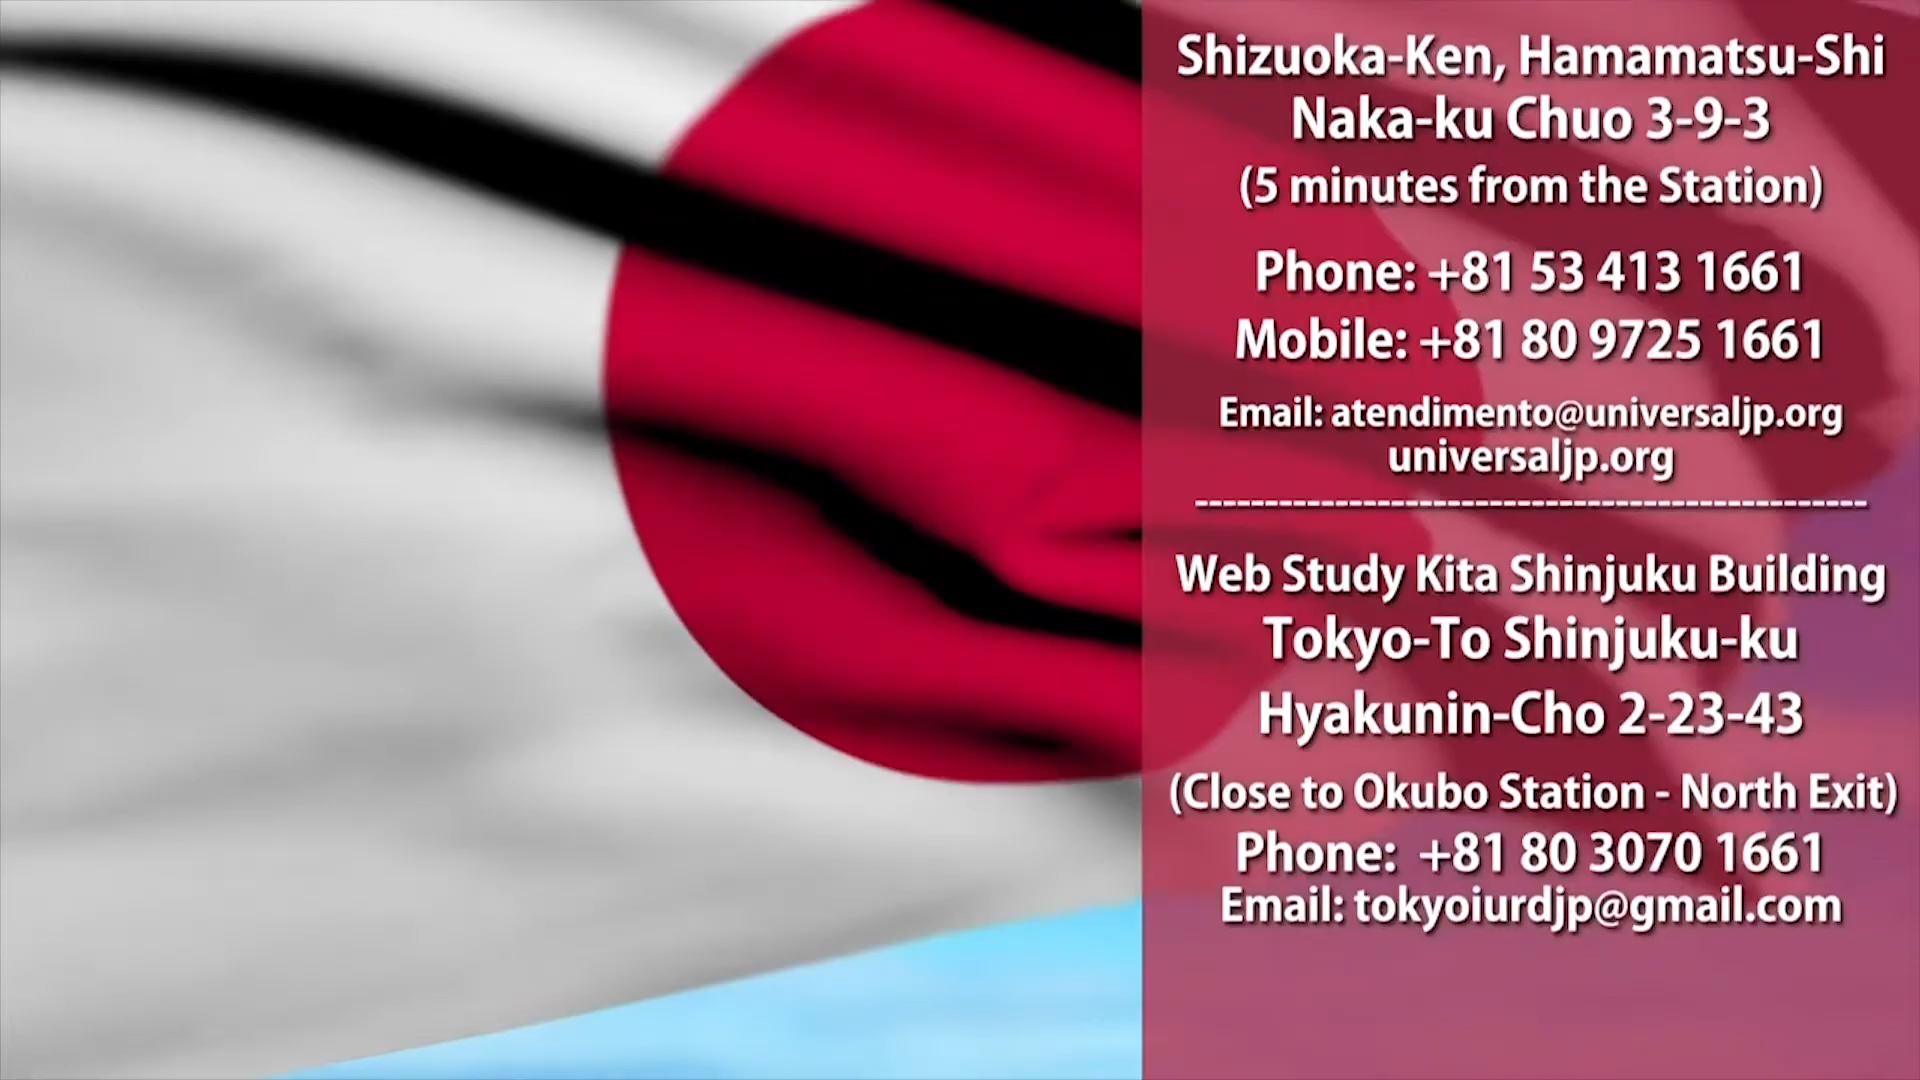 Shizuoka-Ken, Hamamatsu-Shi
Naka-ku Chuo 3-9-3
(5 minutes from the Station)
Phone: +81 53 413 1661
Mobile: +81 80 9725 1661
Email: atendimento@universaljp.org
universaljp.org
------------------------------------------------
Web Study Kita Shinjuku Building
Tokyo-To Shinjuku-ku
Hyakunin-Cho 2-23-43
(Close to Okubo Station - North Exit)
Phone:  +81 80 3070 1661
Email: tokyoiurdjp@gmail.com